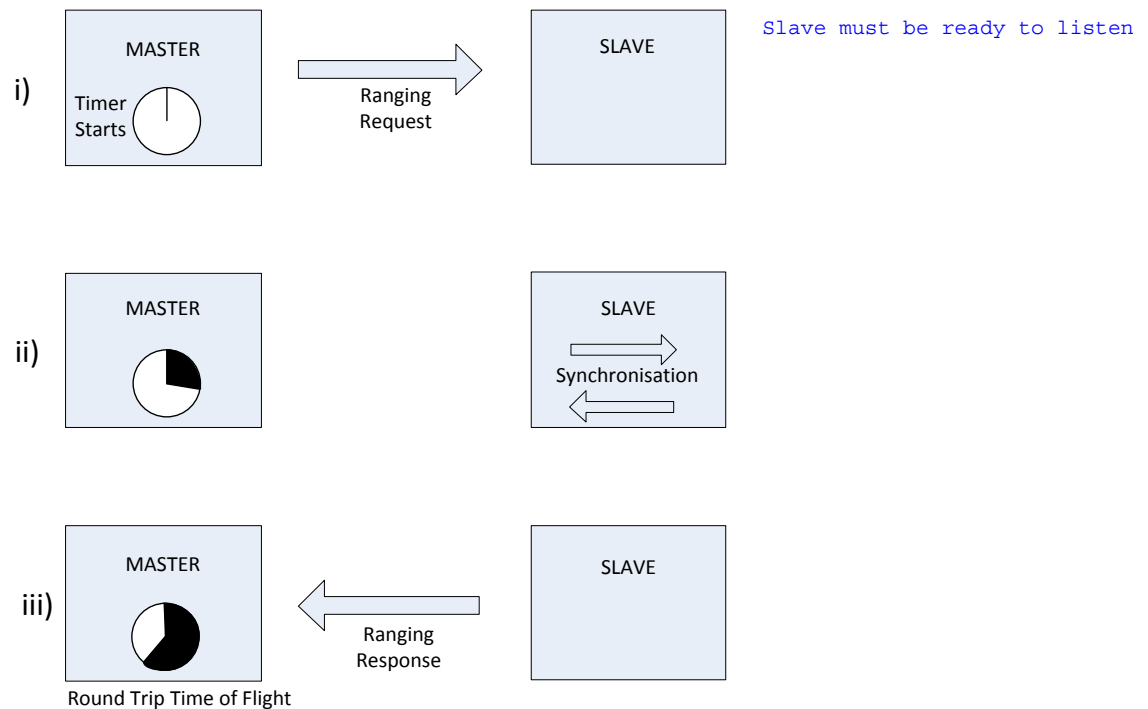 i)
MASTER
Timer
Starts
Ranging
Request
SLAVE
Slave must be ready to listen
ii)
MASTER
SLAVE
Synchronisation
iii)
MASTER
Round Trip Time of Flight
Ranging
Response
SLAVE